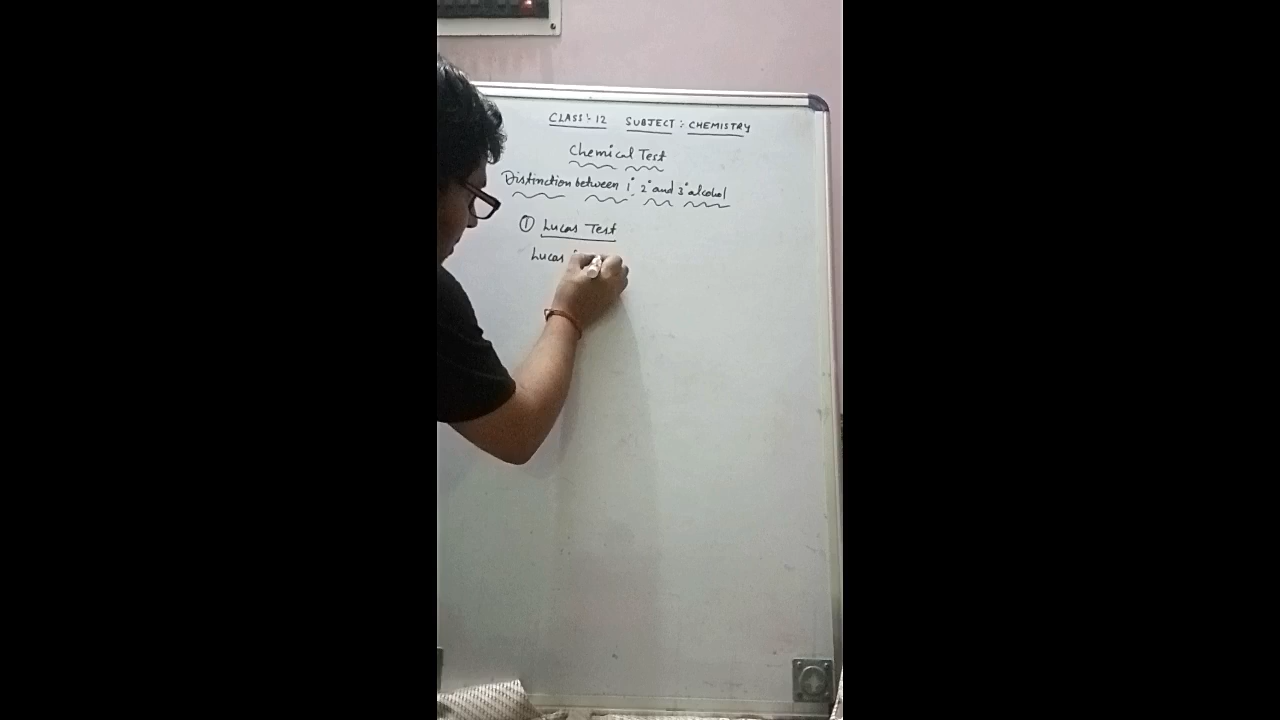 CLASS:- 12 SUBJECT:- CHEMISTRY
Chemical Test
Distinction between 1°, 2° and 3° alcohol
① Lucas Test
Lucas